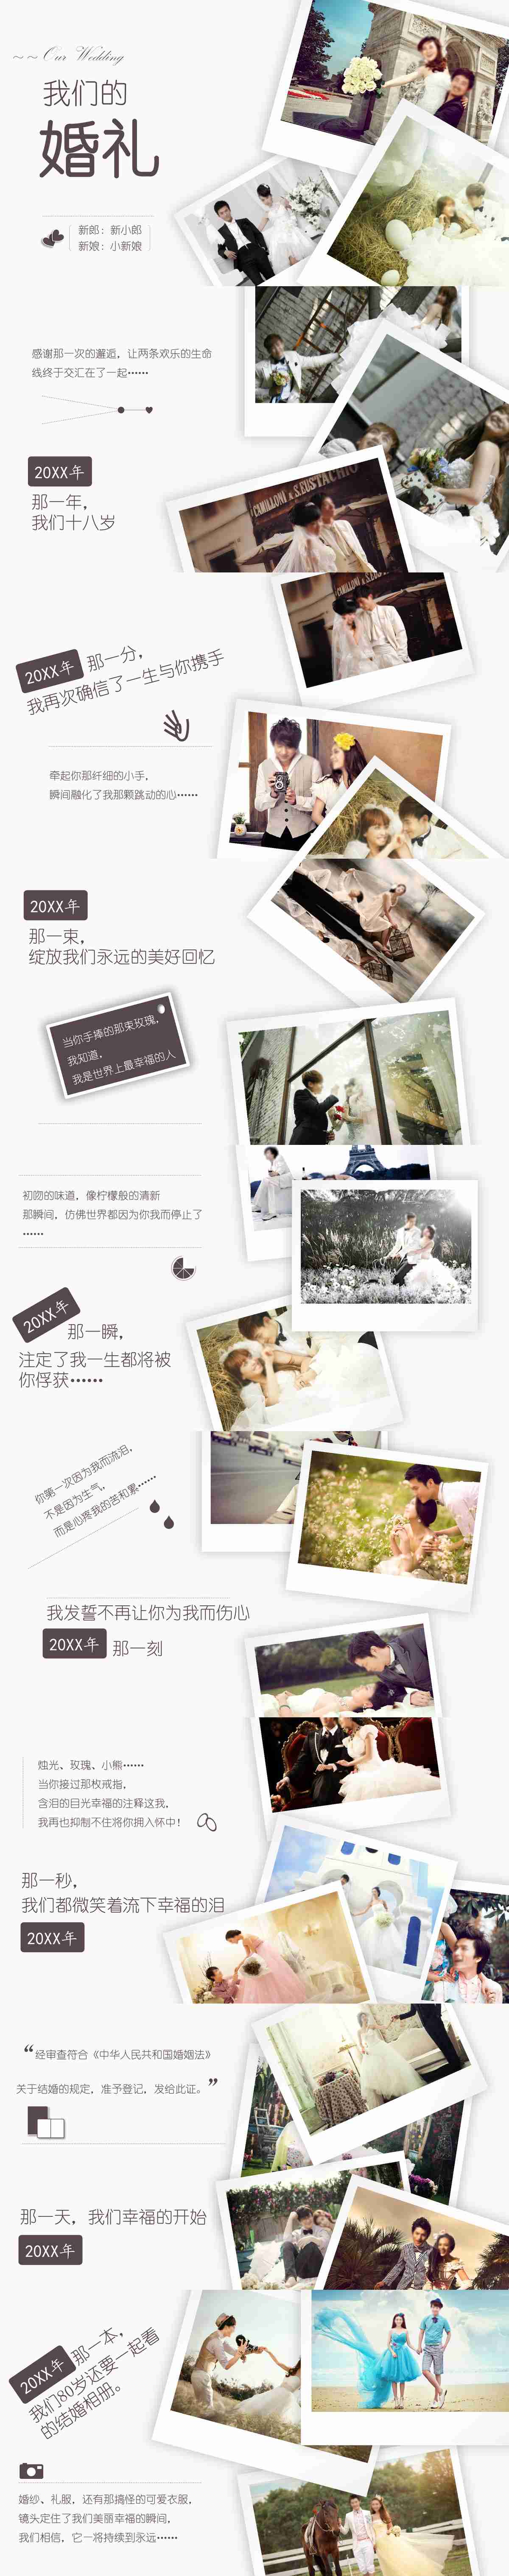 ~~Our Wedding
我们的
婚礼
新郎：新小郎
新娘：小新娘
感谢那一次的邂逅，让两条欢乐的生命
线终于交汇在了一起……
20XX年
那一年，
我们十八岁
CORILLONI & S.EUSTACHIO
20XX年 那一分，
我再次确信了一生与你携手
牵起你那纤细的小手，
瞬间融化了我那颗跳动的心……
20XX年
那一束，
绽放我们永远的美好回忆
当你手捧的那束玫瑰，
我知道，
我是世界上最幸福的人
初吻的味道，像柠檬般的清新
那瞬间，仿佛世界都因为你我而停止了
……
20XX年 那一瞬，
注定了我一生都将被
你俘获……
你第一次因为我而流泪，
不是因为生气，
而是心疼我的苦和累……
我发誓不再让你为我而伤心
20XX年 那一刻
烛光、玫瑰、小熊……
当你接过那枚戒指，
含泪的目光幸福的注释这我，
我再也抑制不住将你拥入怀中！
那一秒，
我们都微笑着流下幸福的泪
20XX年
“经审查符合《中华人民共和国婚姻法》
关于结婚的规定，准予登记，发给此证。”
那一天，我们幸福的开始
20XX年
20XX年 那一本，
我们80岁还要一起看
的结婚相册。
婚纱、礼服，还有那搞怪的可爱衣服，
镜头定住了我们美丽幸福的瞬间，
我们相信，它一将持续到永远……